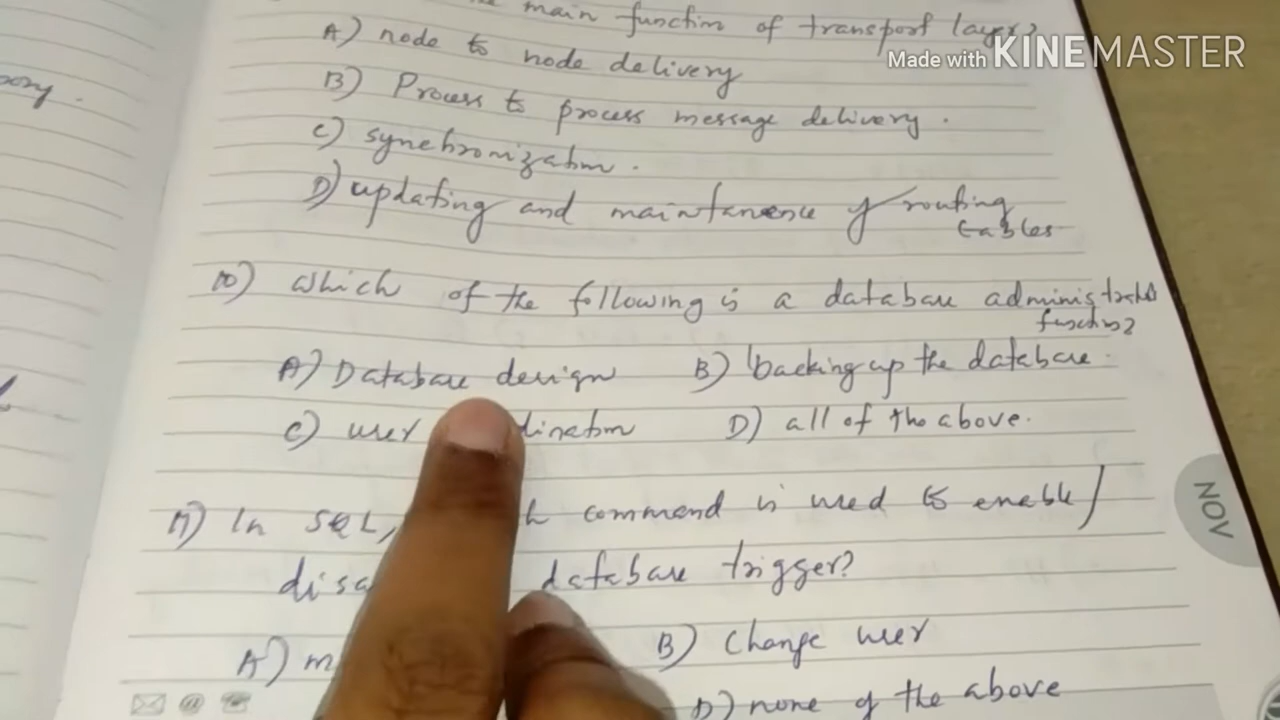 main function of transport layer?
Made with KINEMASTER
A) node to node delivery
B) Process to process message delivery.
C) synchronization.
D) updating and maintanence of routing
tables
10) which of the following is a database administrator
function?
A) Database design B) backing up the database.
C) user D) all of the above.
11) In SQL, command is used to enable/
database trigger?
A) B) Change user
D) none of the above
NOV